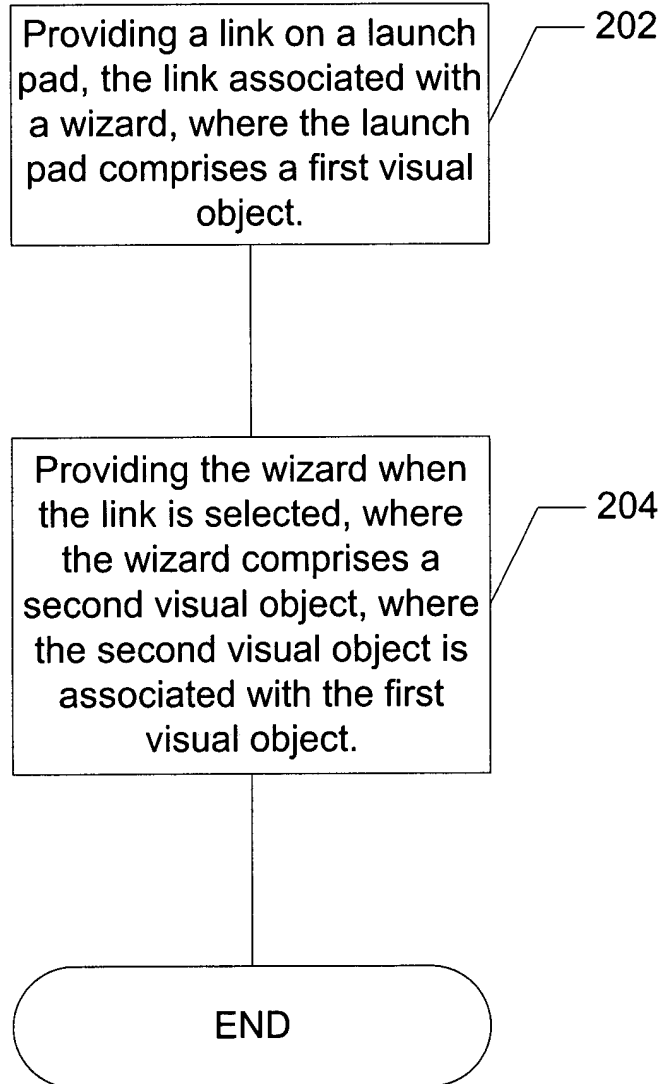 Providing a link on a launch
pad, the link associated with
a wizard, where the launch
pad comprises a first visual
object.
202
Providing the wizard when
the link is selected, where
the wizard comprises a
second visual object, where
the second visual object is
associated with the first
visual object.
204
END